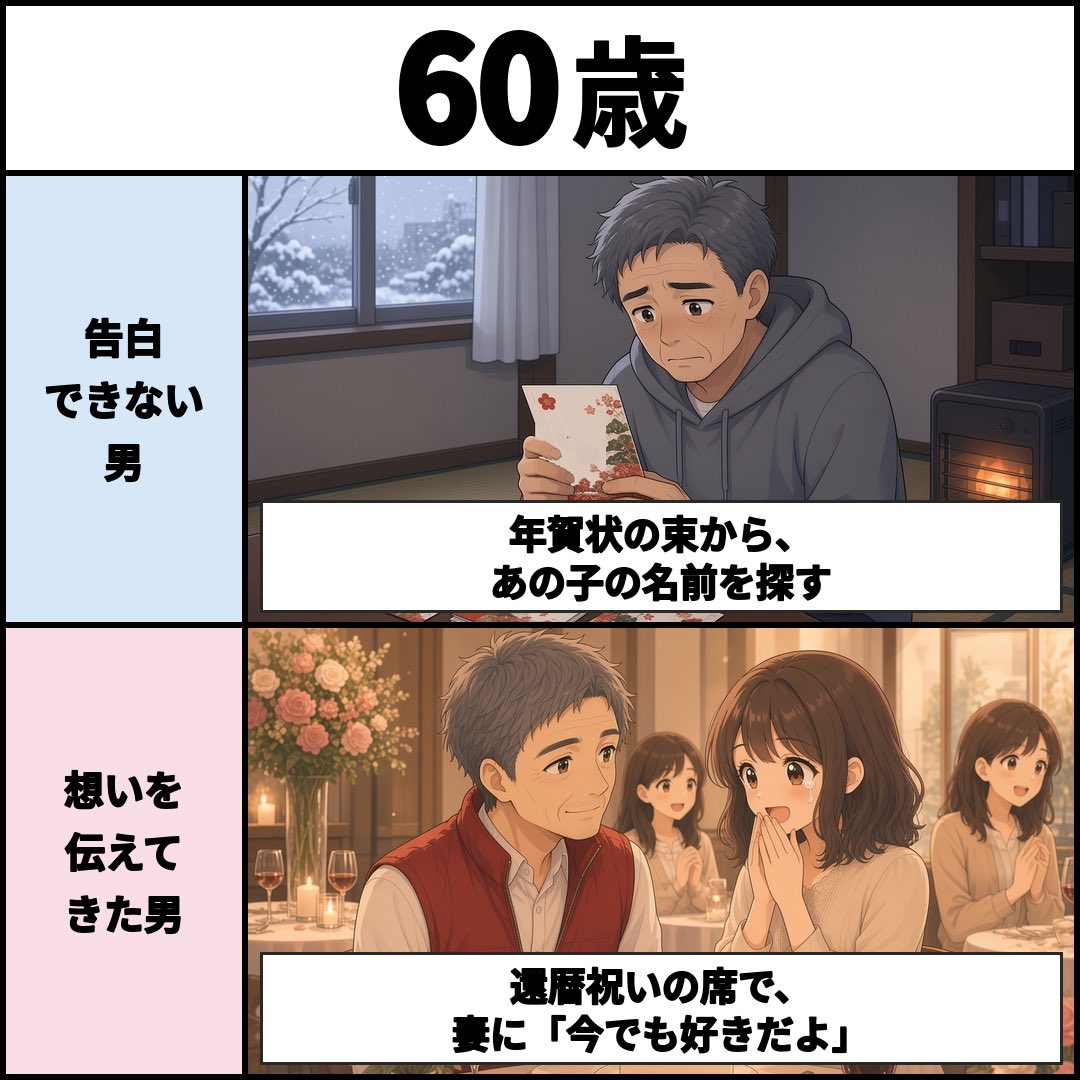 60歳
告白
できない
男
年賀状の束から、
あの子の名前を探す
想いを
伝えて
きた男
還暦祝いの席で、
妻に「今でも好きだよ」